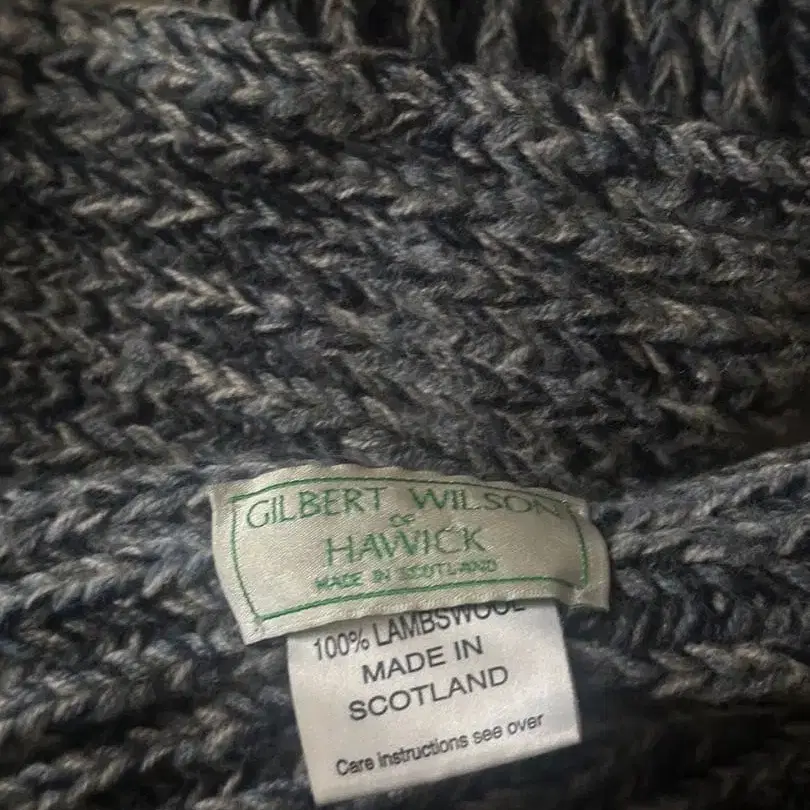 GILBERT WILSON
OF
HAWICK
MADE IN SCOTLAND
100% LAMBSWOOL
MADE IN
SCOTLAND
Care instructions see over